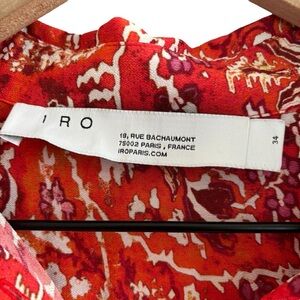 IRO
18, RUE BACHAUMONT
75002 PARIS , FRANCE
IROPARIS.COM
34